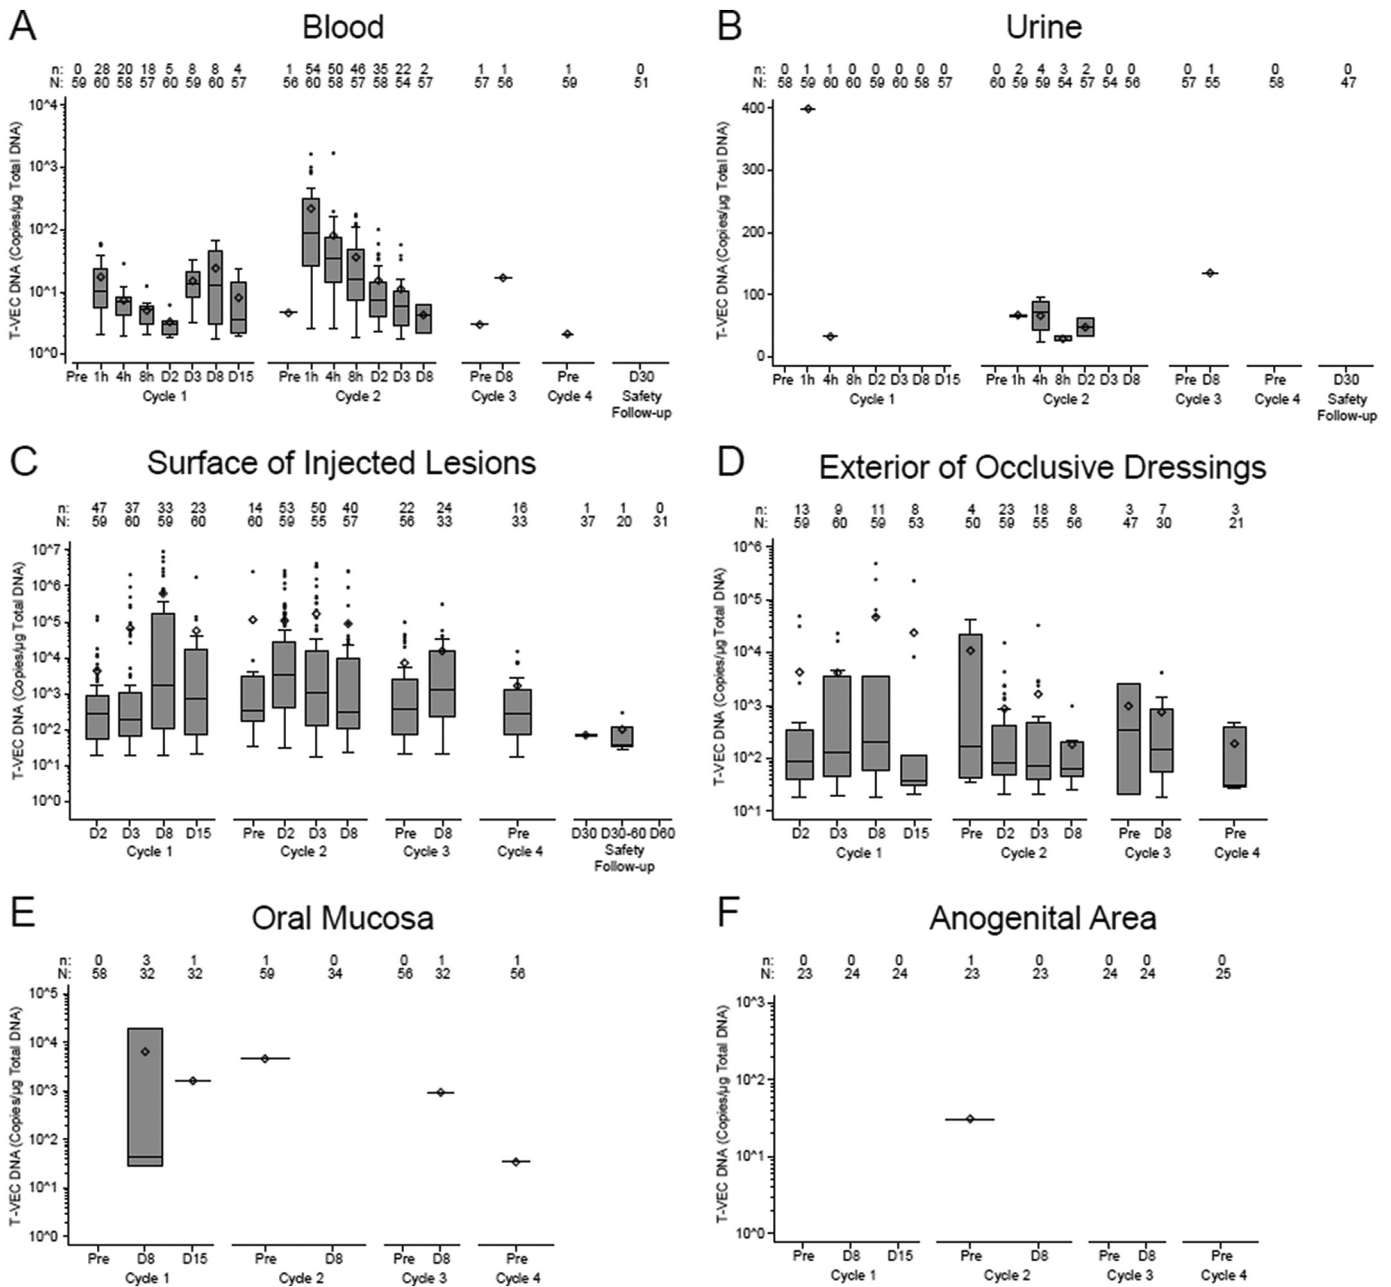 A Blood
n: 0 28 20 18 5 8 8 4 1 54 50 46 35 22 2 1 1 1 0
N: 59 60 58 57 60 59 60 57 56 60 58 57 58 54 57 57 56 59 51
T-VEC DNA (Copies/µg Total DNA)
10^4
10^3
10^2
10^1
10^0
Pre 1h 4h 8h D2 D3 D8 D15 Pre 1h 4h 8h D2 D3 D8 Pre D8 Pre D30
Cycle 1 Cycle 2 Cycle 3 Cycle 4 Safety
Follow-up
B Urine
n: 0 1 1 0 0 0 0 0 0 2 4 3 2 0 0 0 1 0 0
N: 58 59 60 60 59 60 58 57 60 59 59 54 57 54 56 57 55 58 47
T-VEC DNA (Copies/µg Total DNA)
400
300
200
100
0
Pre 1h 4h 8h D2 D3 D8 D15 Pre 1h 4h 8h D2 D3 D8 Pre D8 Pre D30
Cycle 1 Cycle 2 Cycle 3 Cycle 4 Safety
Follow-up
C Surface of Injected Lesions
n: 47 37 33 23 14 53 50 40 22 24 16 1 1 0
N: 59 60 59 60 60 59 55 57 56 33 33 37 20 31
T-VEC DNA (Copies/µg Total DNA)
10^7
10^6
10^5
10^4
10^3
10^2
10^1
10^0
D2 D3 D8 D15 Pre D2 D3 D8 Pre D8 Pre D30 D30-60 D60
Cycle 1 Cycle 2 Cycle 3 Cycle 4 Safety
Follow-up
D Exterior of Occlusive Dressings
n: 13 9 11 8 4 23 18 8 3 7 3
N: 59 60 59 53 50 59 55 56 47 30 21
T-VEC DNA (Copies/µg Total DNA)
10^6
10^5
10^4
10^3
10^2
10^1
D2 D3 D8 D15 Pre D2 D3 D8 Pre D8 Pre
Cycle 1 Cycle 2 Cycle 3 Cycle 4
E Oral Mucosa
n: 0 3 1 1 0 0 1 1
N: 58 32 32 59 34 56 32 56
T-VEC DNA (Copies/µg Total DNA)
10^5
10^4
10^3
10^2
10^1
10^0
Pre D8 D15 Pre D8 Pre D8 Pre
Cycle 1 Cycle 2 Cycle 3 Cycle 4
F Anogenital Area
n: 0 0 0 1 0 0 0 0
N: 23 24 24 23 23 24 24 25
T-VEC DNA (Copies/µg Total DNA)
10^3
10^2
10^1
10^0
Pre D8 D15 Pre D8 Pre D8 Pre
Cycle 1 Cycle 2 Cycle 3 Cycle 4